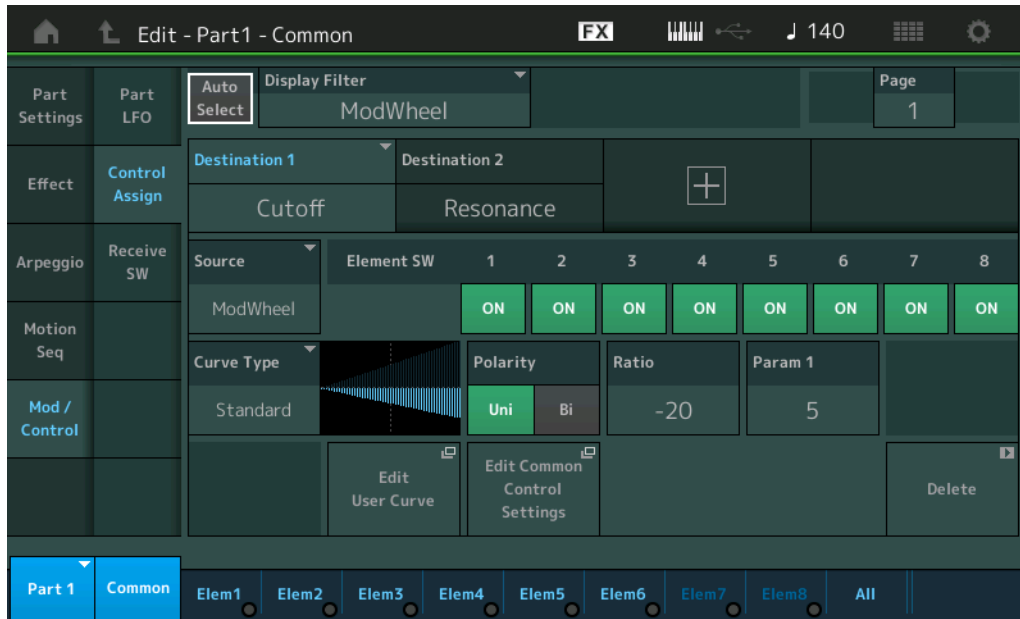 Edit - Part1 - Common
FX
140
Part
Settings
Part
LFO
Auto
Select
Display Filter
ModWheel
Page
1
Effect
Control
Assign
Destination 1
Cutoff
Destination 2
Resonance
Arpeggio
Receive
SW
Source
ModWheel
Element SW 1 2 3 4 5 6 7 8
ON ON ON ON ON ON ON ON
Motion
Seq
Curve Type
Standard
Polarity
Uni Bi
Ratio
-20
Param 1
5
Mod /
Control
Edit
User Curve
Edit Common
Control
Settings
Delete
Part 1 Common Elem1 Elem2 Elem3 Elem4 Elem5 Elem6 Elem7 Elem8 All